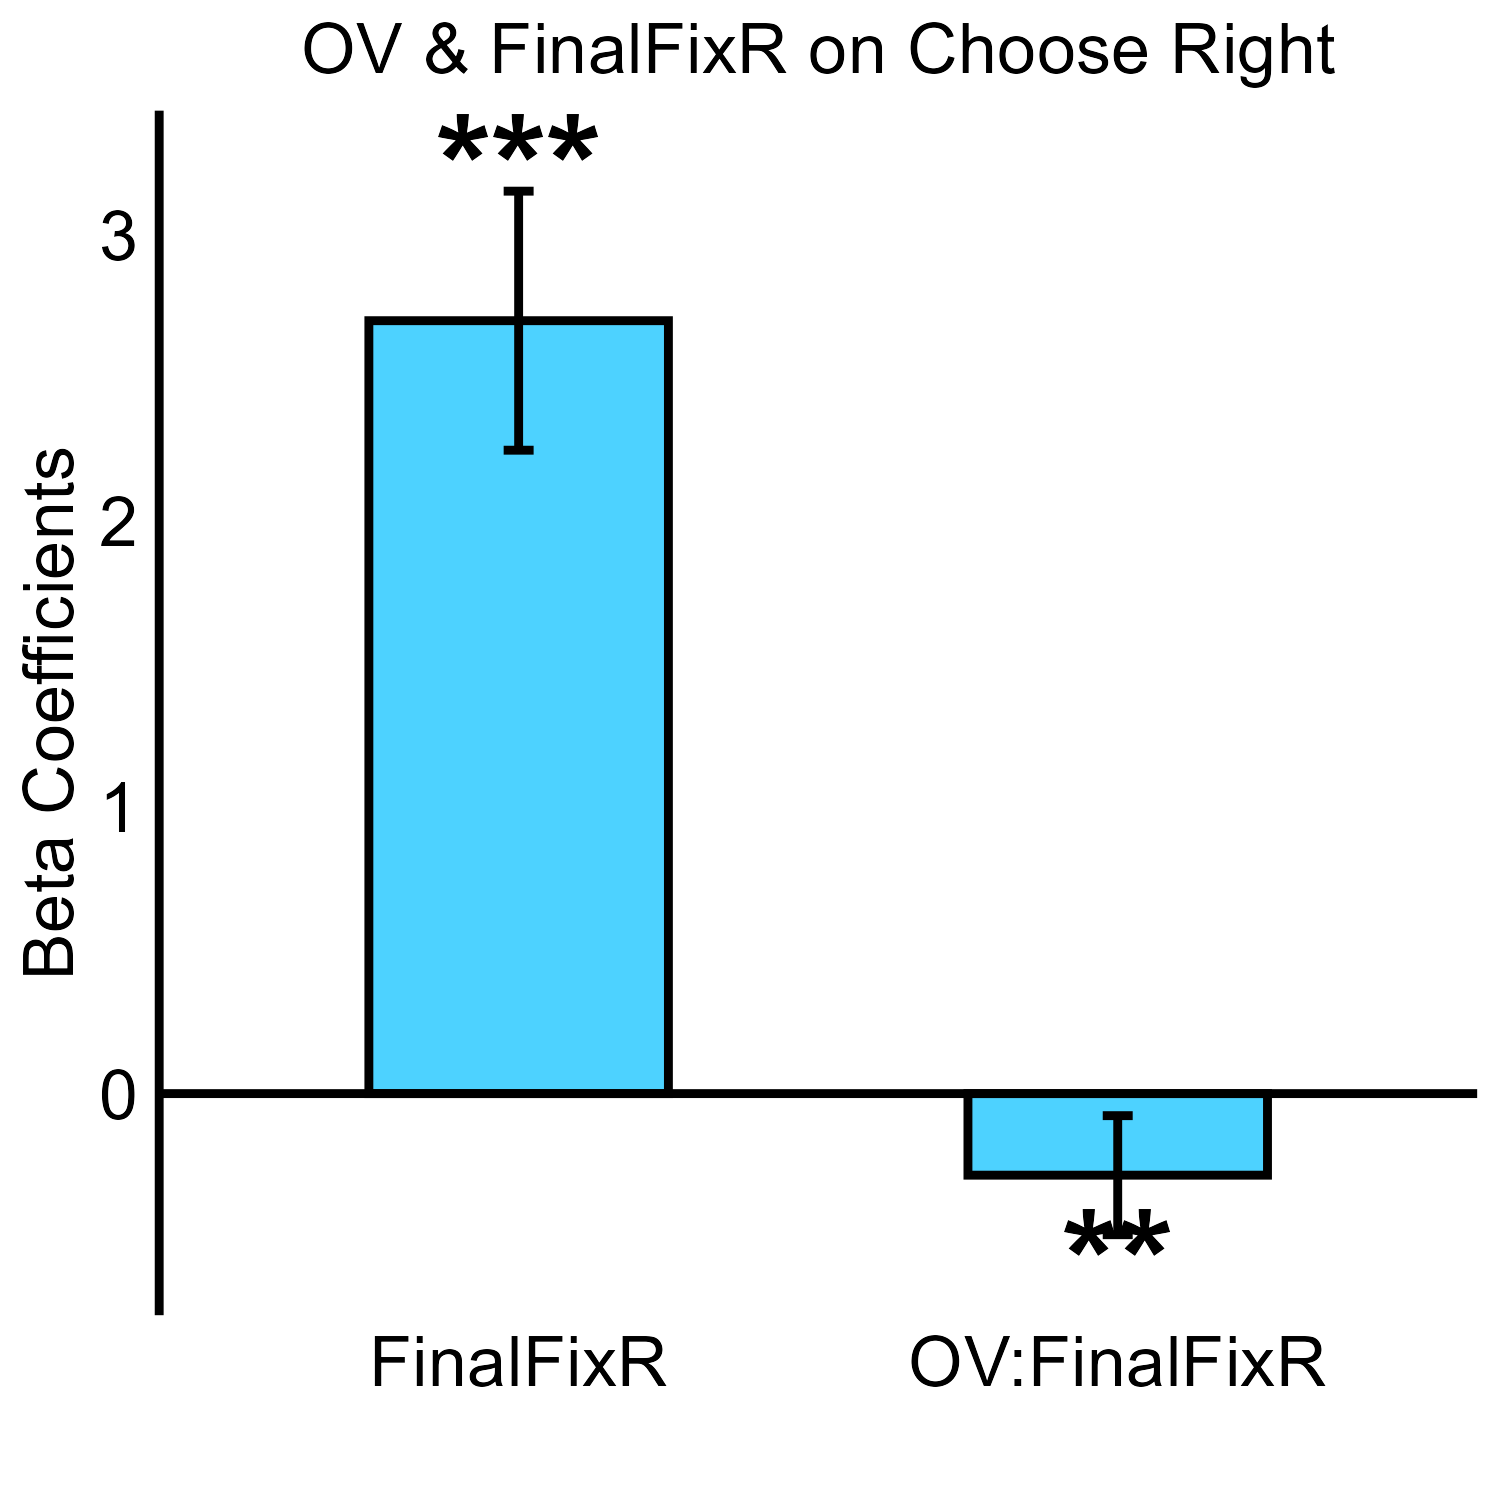 OV & FinalFixR on Choose Right
***
3
2
1
0
Beta Coefficients
**
FinalFixR
OV:FinalFixR